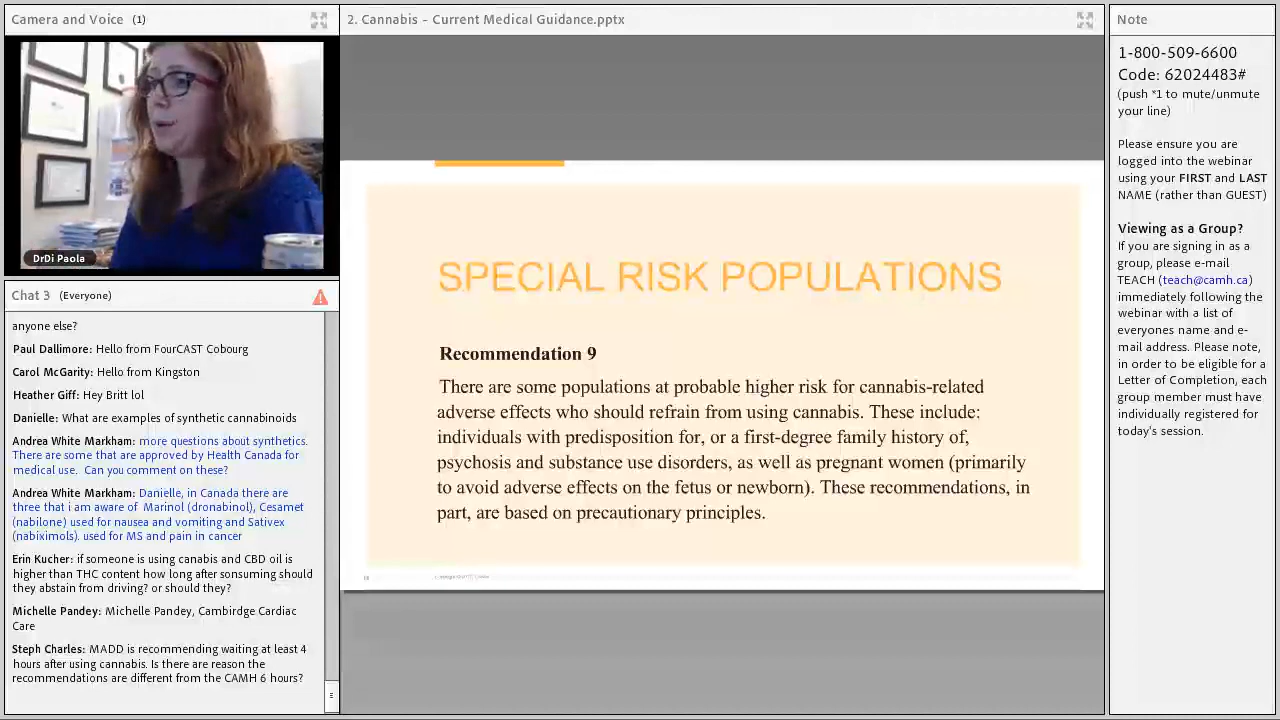 Camera and Voice (1)
DrDi Paola
Chat 3 (Everyone)
anyone else?
Paul Dallimore: Hello from FourCAST Cobourg
Carol McGarity: Hello from Kingston
Heather Giff: Hey Britt lol
Danielle: What are examples of synthetic cannabinoids
Andrea White Markham: more questions about synthetics.
There are some that are approved by Health Canada for
medical use. Can you comment on these?
Andrea White Markham: Danielle, in Canada there are
three that i am aware of Marinol (dronabinol), Cesamet
(nabilone) used for nausea and vomiting and Sativex
(nabiximols). used for MS and pain in cancer
Erin Kucher: if someone is using canabis and CBD oil is
higher than THC content how long after sonsuming should
they abstain from driving? or should they?
Michelle Pandey: Michelle Pandey, Cambirdge Cardiac
Care
Steph Charles: MADD is recommending waiting at least 4
hours after using cannabis. Is there are reason the
recommendations are different from the CAMH 6 hours?
2. Cannabis - Current Medical Guidance.pptx
SPECIAL RISK POPULATIONS
Recommendation 9
There are some populations at probable higher risk for cannabis-related
adverse effects who should refrain from using cannabis. These include:
individuals with predisposition for, or a first-degree family history of,
psychosis and substance use disorders, as well as pregnant women (primarily
to avoid adverse effects on the fetus or newborn). These recommendations, in
part, are based on precautionary principles.
Note
1-800-509-6600
Code: 62024483#
(push *1 to mute/unmute
your line)
Please ensure you are
logged into the webinar
using your FIRST and LAST
NAME (rather than GUEST)
Viewing as a Group?
If you are signing in as a
group, please e-mail
TEACH (teach@camh.ca)
immediately following the
webinar with a list of
everyones name and e-
mail address. Please note,
in order to be eligible for a
Letter of Completion, each
group member must have
individually registered for
today's session.